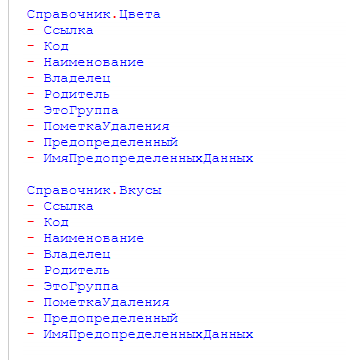 Справочник.Цвета
- Ссылка
- Код
- Наименование
- Владелец
- Родитель
- ЭтоГруппа
- ПометкаУдаления
- Предопределенный
- ИмяПредопределенныхДанных
Справочник.Вкусы
- Ссылка
- Код
- Наименование
- Владелец
- Родитель
- ЭтоГруппа
- ПометкаУдаления
- Предопределенный
- ИмяПредопределенныхДанных